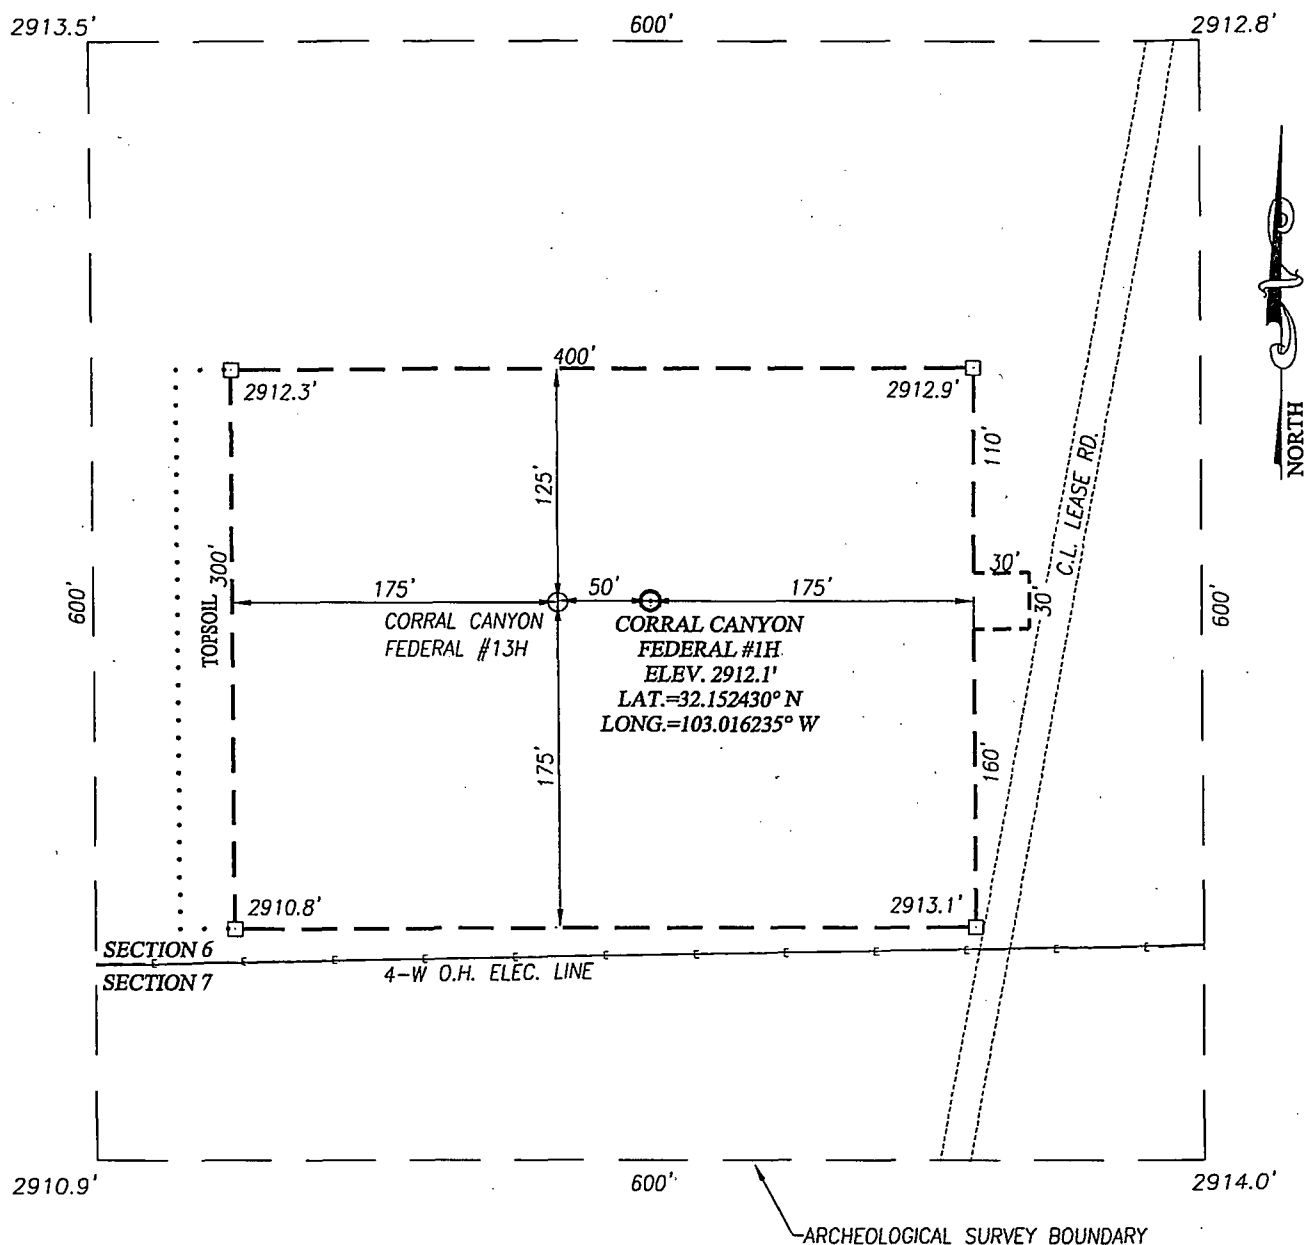 2913.5'
600'
2912.8'
400'
2912.3'
2912.9'
110'
125'
C.L. LEASE RD.
NORTH
600'
TOPSOIL
300'
175'
50'
175'
30'
30'
600'
CORRAL CANYON
FEDERAL #13H
CORRAL CANYON
FEDERAL #1H
ELEV. 2912.1'
LAT.=32.152430° N
LONG.=103.016235° W
175'
160'
2910.8'
2913.1'
SECTION 6
SECTION 7
4-W O.H. ELEC. LINE
2910.9'
600'
2914.0'
ARCHEOLOGICAL SURVEY BOUNDARY